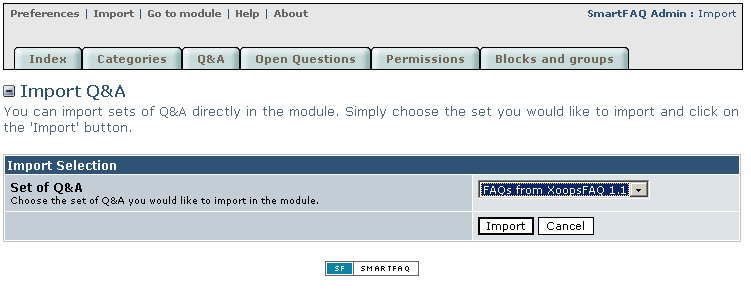 Preferences | Import | Go to module | Help | About
SmartFAQ Admin : Import
Index
Categories
Q&A
Open Questions
Permissions
Blocks and groups
Import Q&A
You can import sets of Q&A directly in the module. Simply choose the set you would like to import and click on
the 'Import' button.
Import Selection
Set of Q&A
FAQs from XoopsFAQ 1.1
Choose the set of Q&A you would like to import in the module.
Import
Cancel
SF SMARTFAQ